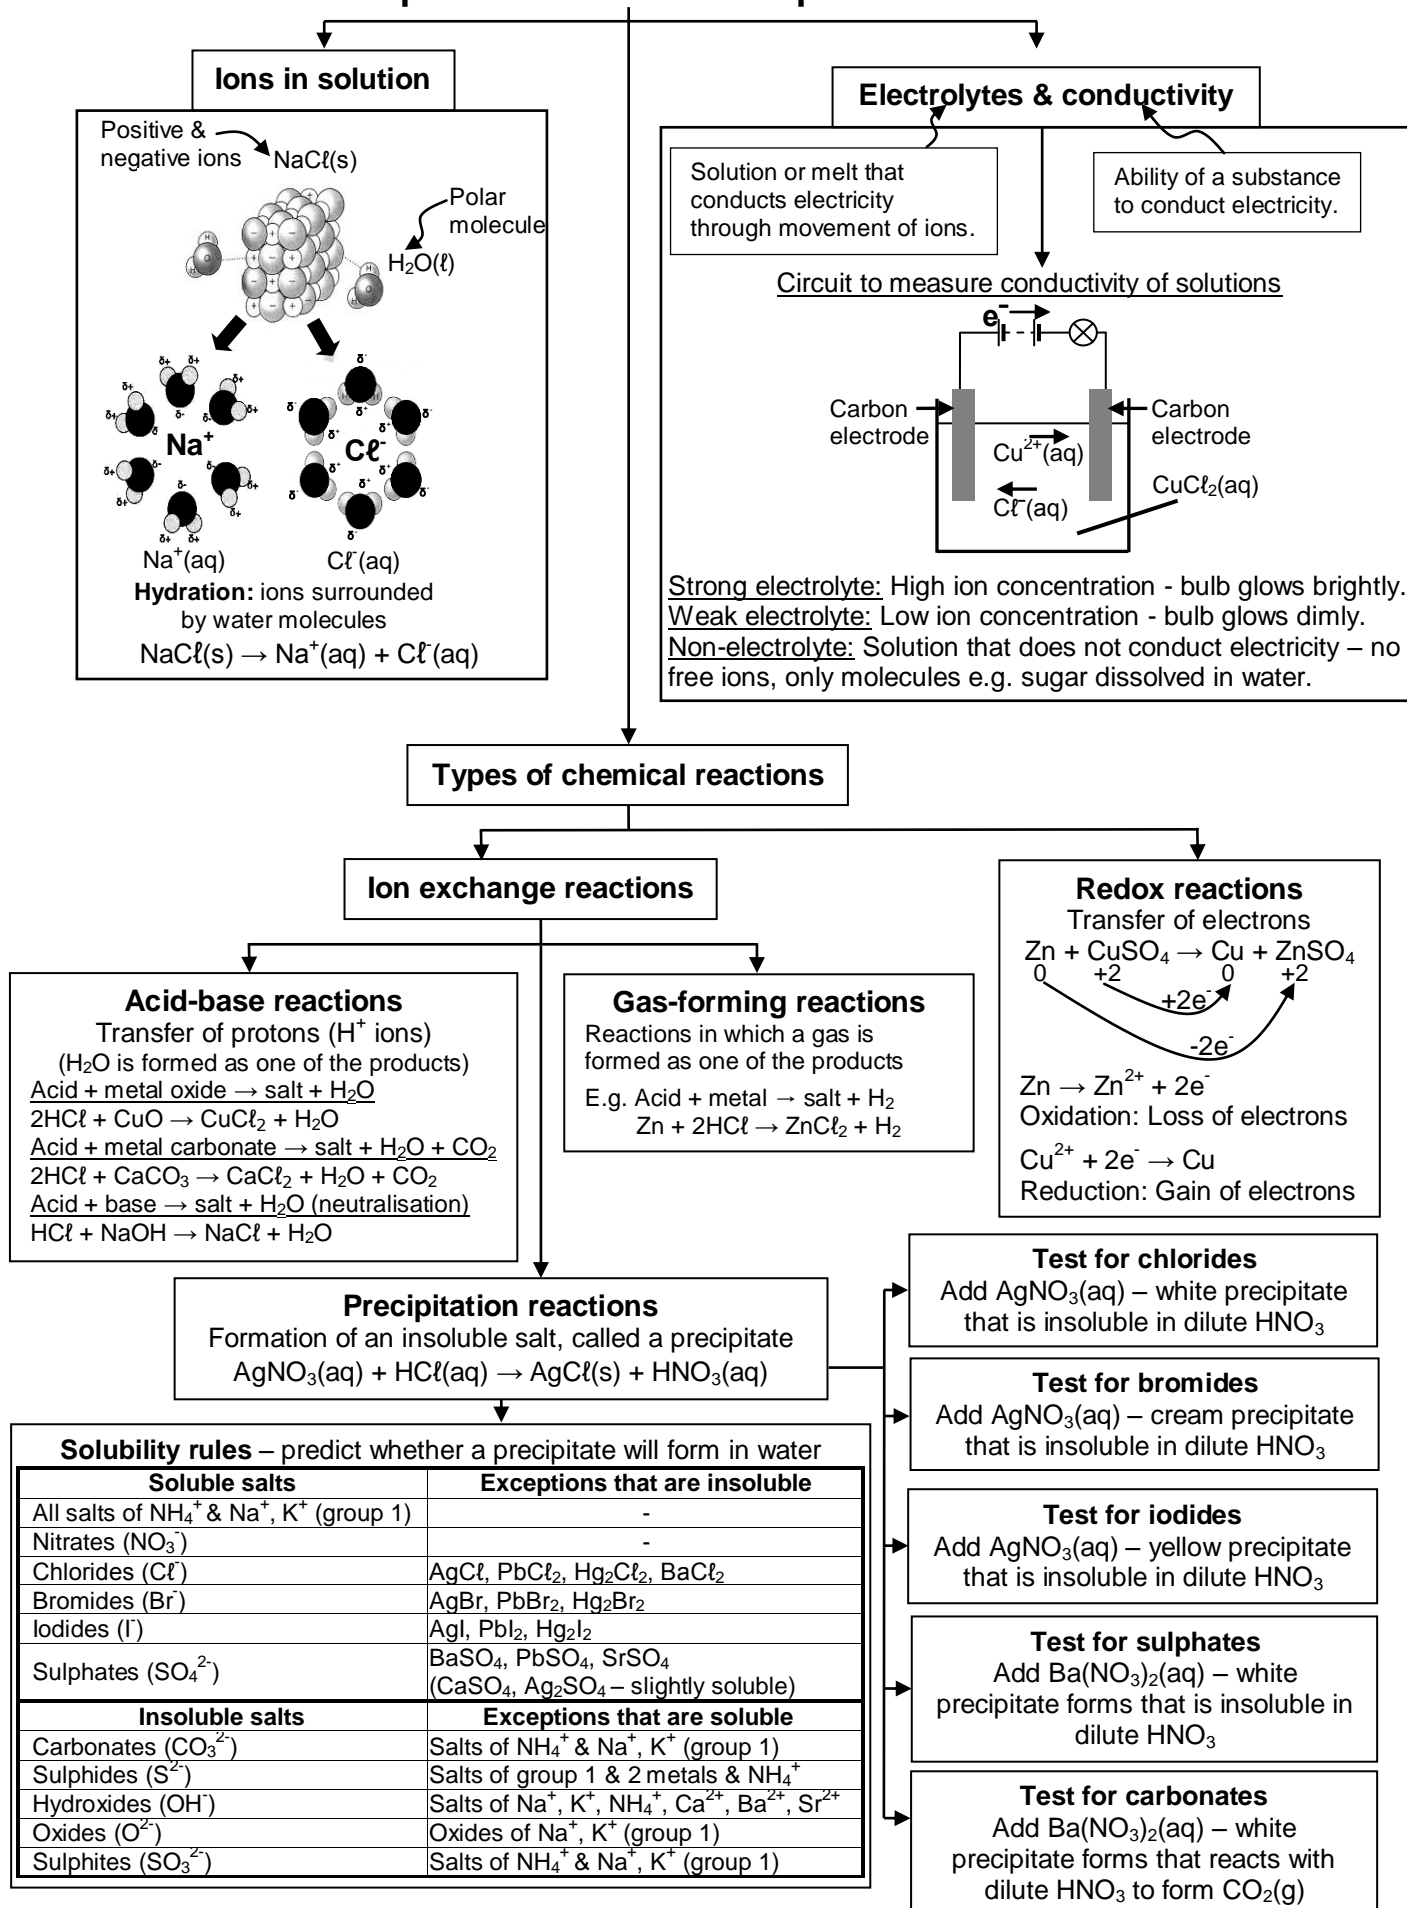 Ions in solution
Positive &
negative ions
NaCℓ(s)
Polar
molecule
H₂O(ℓ)
H
O
H
H
O
H
+ − + − + −
δ+ δ+
δ+ δ+
δ- δ-
δ+ δ+
δ
Na⁺
δ+ δ-
δ- δ+
δ+ δ- δ+
δ+ δ+
Na⁺(aq)
δ⁻
δ⁻ δ⁺ δ⁻
δ⁺ δ⁺
Cℓ⁻
δ⁺ δ⁺ δ⁺
δ⁻ δ⁻
δ⁻
Cℓ⁻(aq)
Hydration: ions surrounded
by water molecules
NaCℓ(s) → Na⁺(aq) + Cℓ⁻(aq)
Electrolytes & conductivity
Solution or melt that
conducts electricity
through movement of ions.
Ability of a substance
to conduct electricity.
Circuit to measure conductivity of solutions
e⁻
Carbon
electrode
Carbon
electrode
Cu²⁺(aq)
Cℓ⁻(aq)
CuCℓ₂(aq)
Strong electrolyte: High ion concentration - bulb glows brightly.
Weak electrolyte: Low ion concentration - bulb glows dimly.
Non-electrolyte: Solution that does not conduct electricity – no
free ions, only molecules e.g. sugar dissolved in water.
Types of chemical reactions
Ion exchange reactions
Redox reactions
Transfer of electrons
Zn + CuSO₄ → Cu + ZnSO₄
0 +2 0 +2
+2e⁻
-2e⁻
Zn → Zn²⁺ + 2e⁻
Oxidation: Loss of electrons
Cu²⁺ + 2e⁻ → Cu
Reduction: Gain of electrons
Acid-base reactions
Transfer of protons (H⁺ ions)
(H₂O is formed as one of the products)
Acid + metal oxide → salt + H₂O
2HCℓ + CuO → CuCℓ₂ + H₂O
Acid + metal carbonate → salt + H₂O + CO₂
2HCℓ + CaCO₃ → CaCℓ₂ + H₂O + CO₂
Acid + base → salt + H₂O (neutralisation)
HCℓ + NaOH → NaCℓ + H₂O
Gas-forming reactions
Reactions in which a gas is
formed as one of the products
E.g. Acid + metal → salt + H₂
Zn + 2HCℓ → ZnCℓ₂ + H₂
Precipitation reactions
Formation of an insoluble salt, called a precipitate
AgNO₃(aq) + HCℓ(aq) → AgCℓ(s) + HNO₃(aq)
Solubility rules – predict whether a precipitate will form in water
Soluble salts Exceptions that are insoluble
All salts of NH₄⁺ & Na⁺, K⁺ (group 1) -
Nitrates (NO₃⁻) -
Chlorides (Cℓ⁻) AgCℓ, PbCℓ₂, Hg₂Cℓ₂, BaCℓ₂
Bromides (Br⁻) AgBr, PbBr₂, Hg₂Br₂
Iodides (I⁻) AgI, PbI₂, Hg₂I₂
Sulphates (SO₄²⁻) BaSO₄, PbSO₄, SrSO₄
(CaSO₄, Ag₂SO₄ – slightly soluble)
Insoluble salts Exceptions that are soluble
Carbonates (CO₃²⁻) Salts of NH₄⁺ & Na⁺, K⁺ (group 1)
Sulphides (S²⁻) Salts of group 1 & 2 metals & NH₄⁺
Hydroxides (OH⁻) Salts of Na⁺, K⁺, NH₄⁺, Ca²⁺, Ba²⁺, Sr²⁺
Oxides (O²⁻) Oxides of Na⁺, K⁺ (group 1)
Sulphites (SO₃²⁻) Salts of NH₄⁺ & Na⁺, K⁺ (group 1)
Test for chlorides
Add AgNO₃(aq) – white precipitate
that is insoluble in dilute HNO₃
Test for bromides
Add AgNO₃(aq) – cream precipitate
that is insoluble in dilute HNO₃
Test for iodides
Add AgNO₃(aq) – yellow precipitate
that is insoluble in dilute HNO₃
Test for sulphates
Add Ba(NO₃)₂(aq) – white
precipitate forms that is insoluble in
dilute HNO₃
Test for carbonates
Add Ba(NO₃)₂(aq) – white
precipitate forms that reacts with
dilute HNO₃ to form CO₂(g)